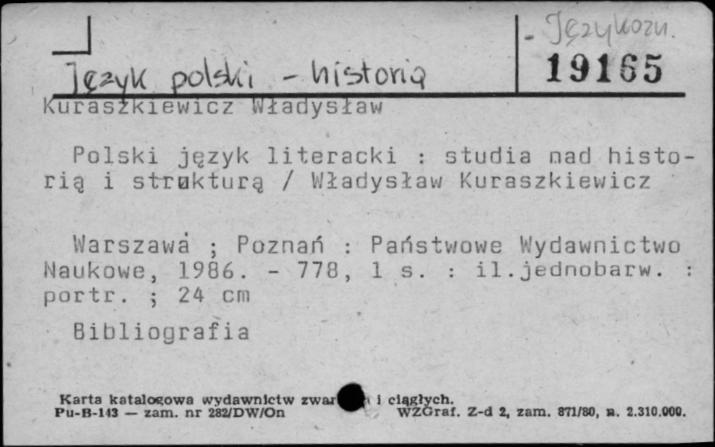 - Językozn.
Język polski - historia
19165
Kuraszkiewicz Władysław
Polski język literacki : studia nad histo-
rią i strukturą / Władysław Kuraszkiewicz
Warszawa ; Poznań : Państwowe Wydawnictwo
Naukowe, 1986. - 778, 1 s. : il.jednobarw. :
portr. ; 24 cm
Bibliografia
Karta katalogowa wydawnictw i ciągłych.
Pu-B-143 — zam. nr 282/DW/On WZGraf. Z-d 2, zam. 871/80, n. 2.310.000.